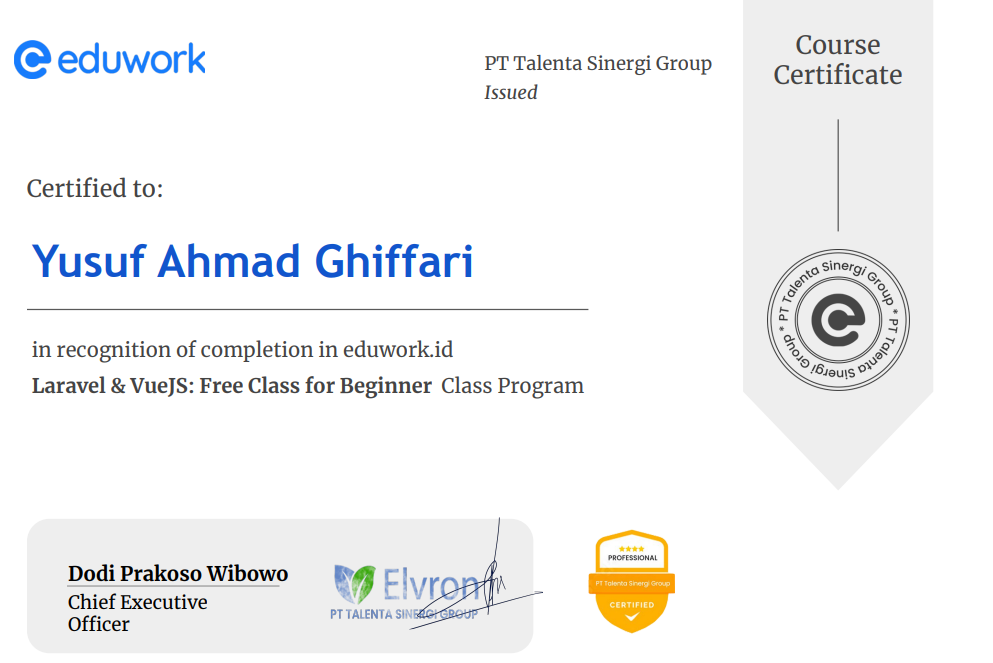 eduwork
PT Talenta Sinergi Group
Issued
Course
Certificate
Certified to:
Yusuf Ahmad Ghiffari
in recognition of completion in eduwork.id
Laravel & VueJS: Free Class for Beginner Class Program
* PT Talenta Sinergi Group * PT Talenta Sinergi Group
Dodi Prakoso Wibowo
Chief Executive
Officer
Elvron
PT TALENTA SINERGI GROUP
PROFESSIONAL
PT Talenta Sinergi Group
CERTIFIED